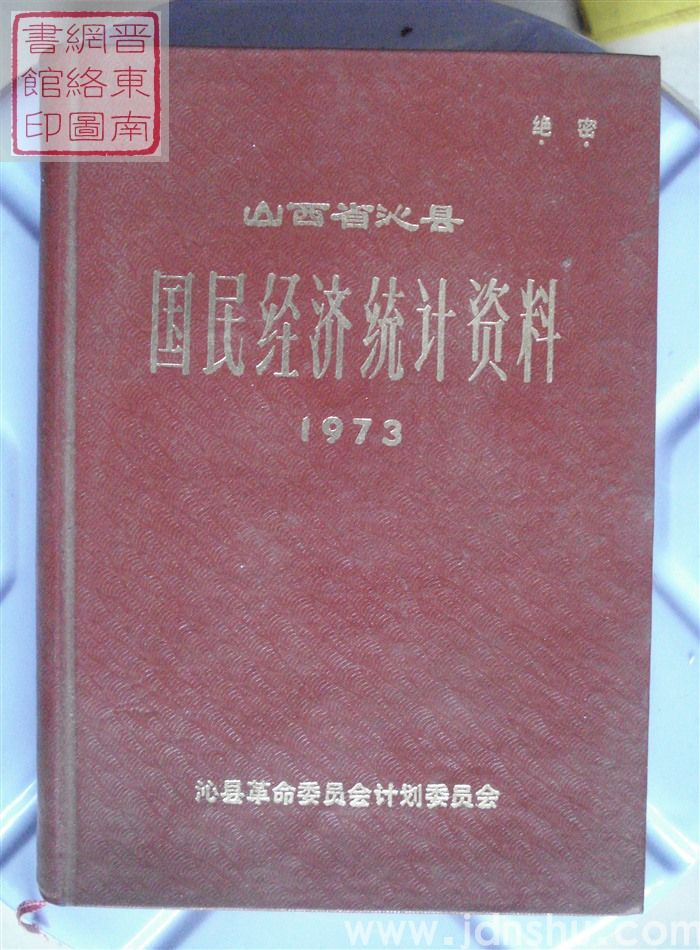 晋東南
網絡圖
書館印
绝密
山西省沁县
国民经济统计资料
1973
沁县革命委员会计划委员会
www.jdnshu.com